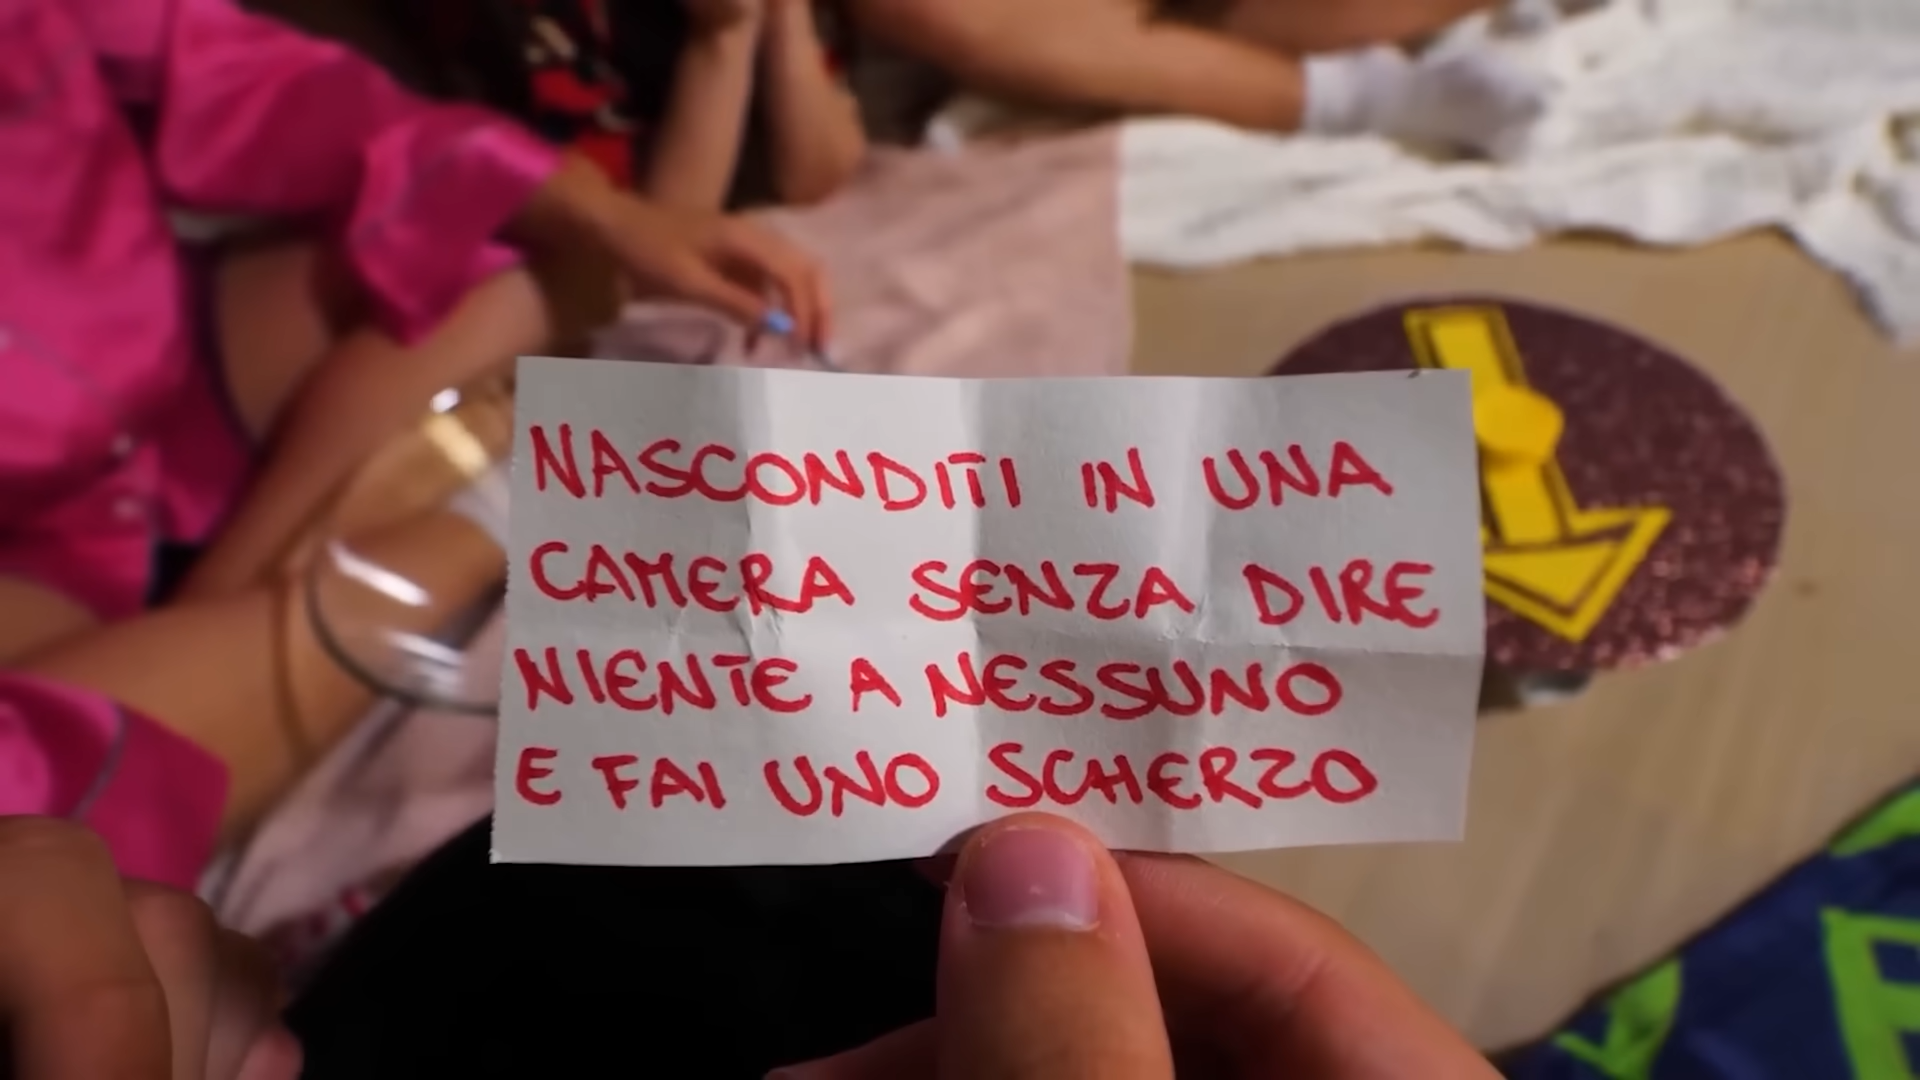 NASCONDITI IN UNA
CAMERA SENZA DIRE
NIENTE A NESSUNO
E FAI UNO SCHERZO